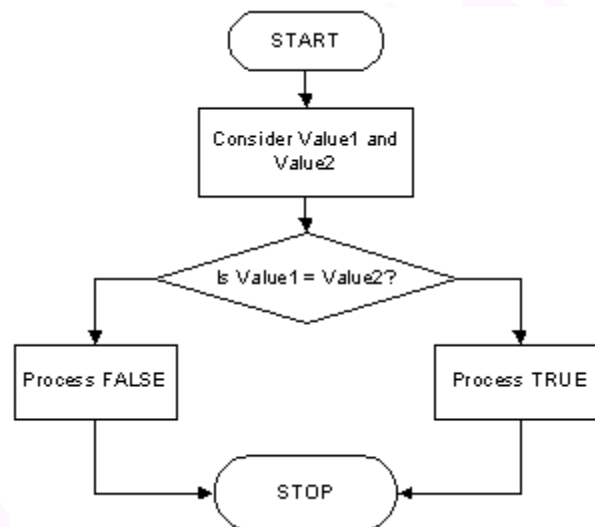 START
Consider Value1 and
Value2
Is Value1 = Value2?
Process FALSE
Process TRUE
STOP